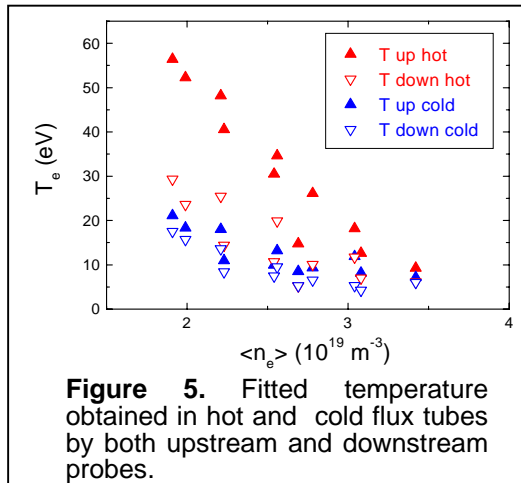 T up hot
T down hot
T up cold
T down cold
60
50
40
30
20
10
0
T_e (eV)
2
3
4
<n_e> (10^19 m^-3)
Figure 5. Fitted temperature
obtained in hot and cold flux tubes
by both upstream and downstream
probes.